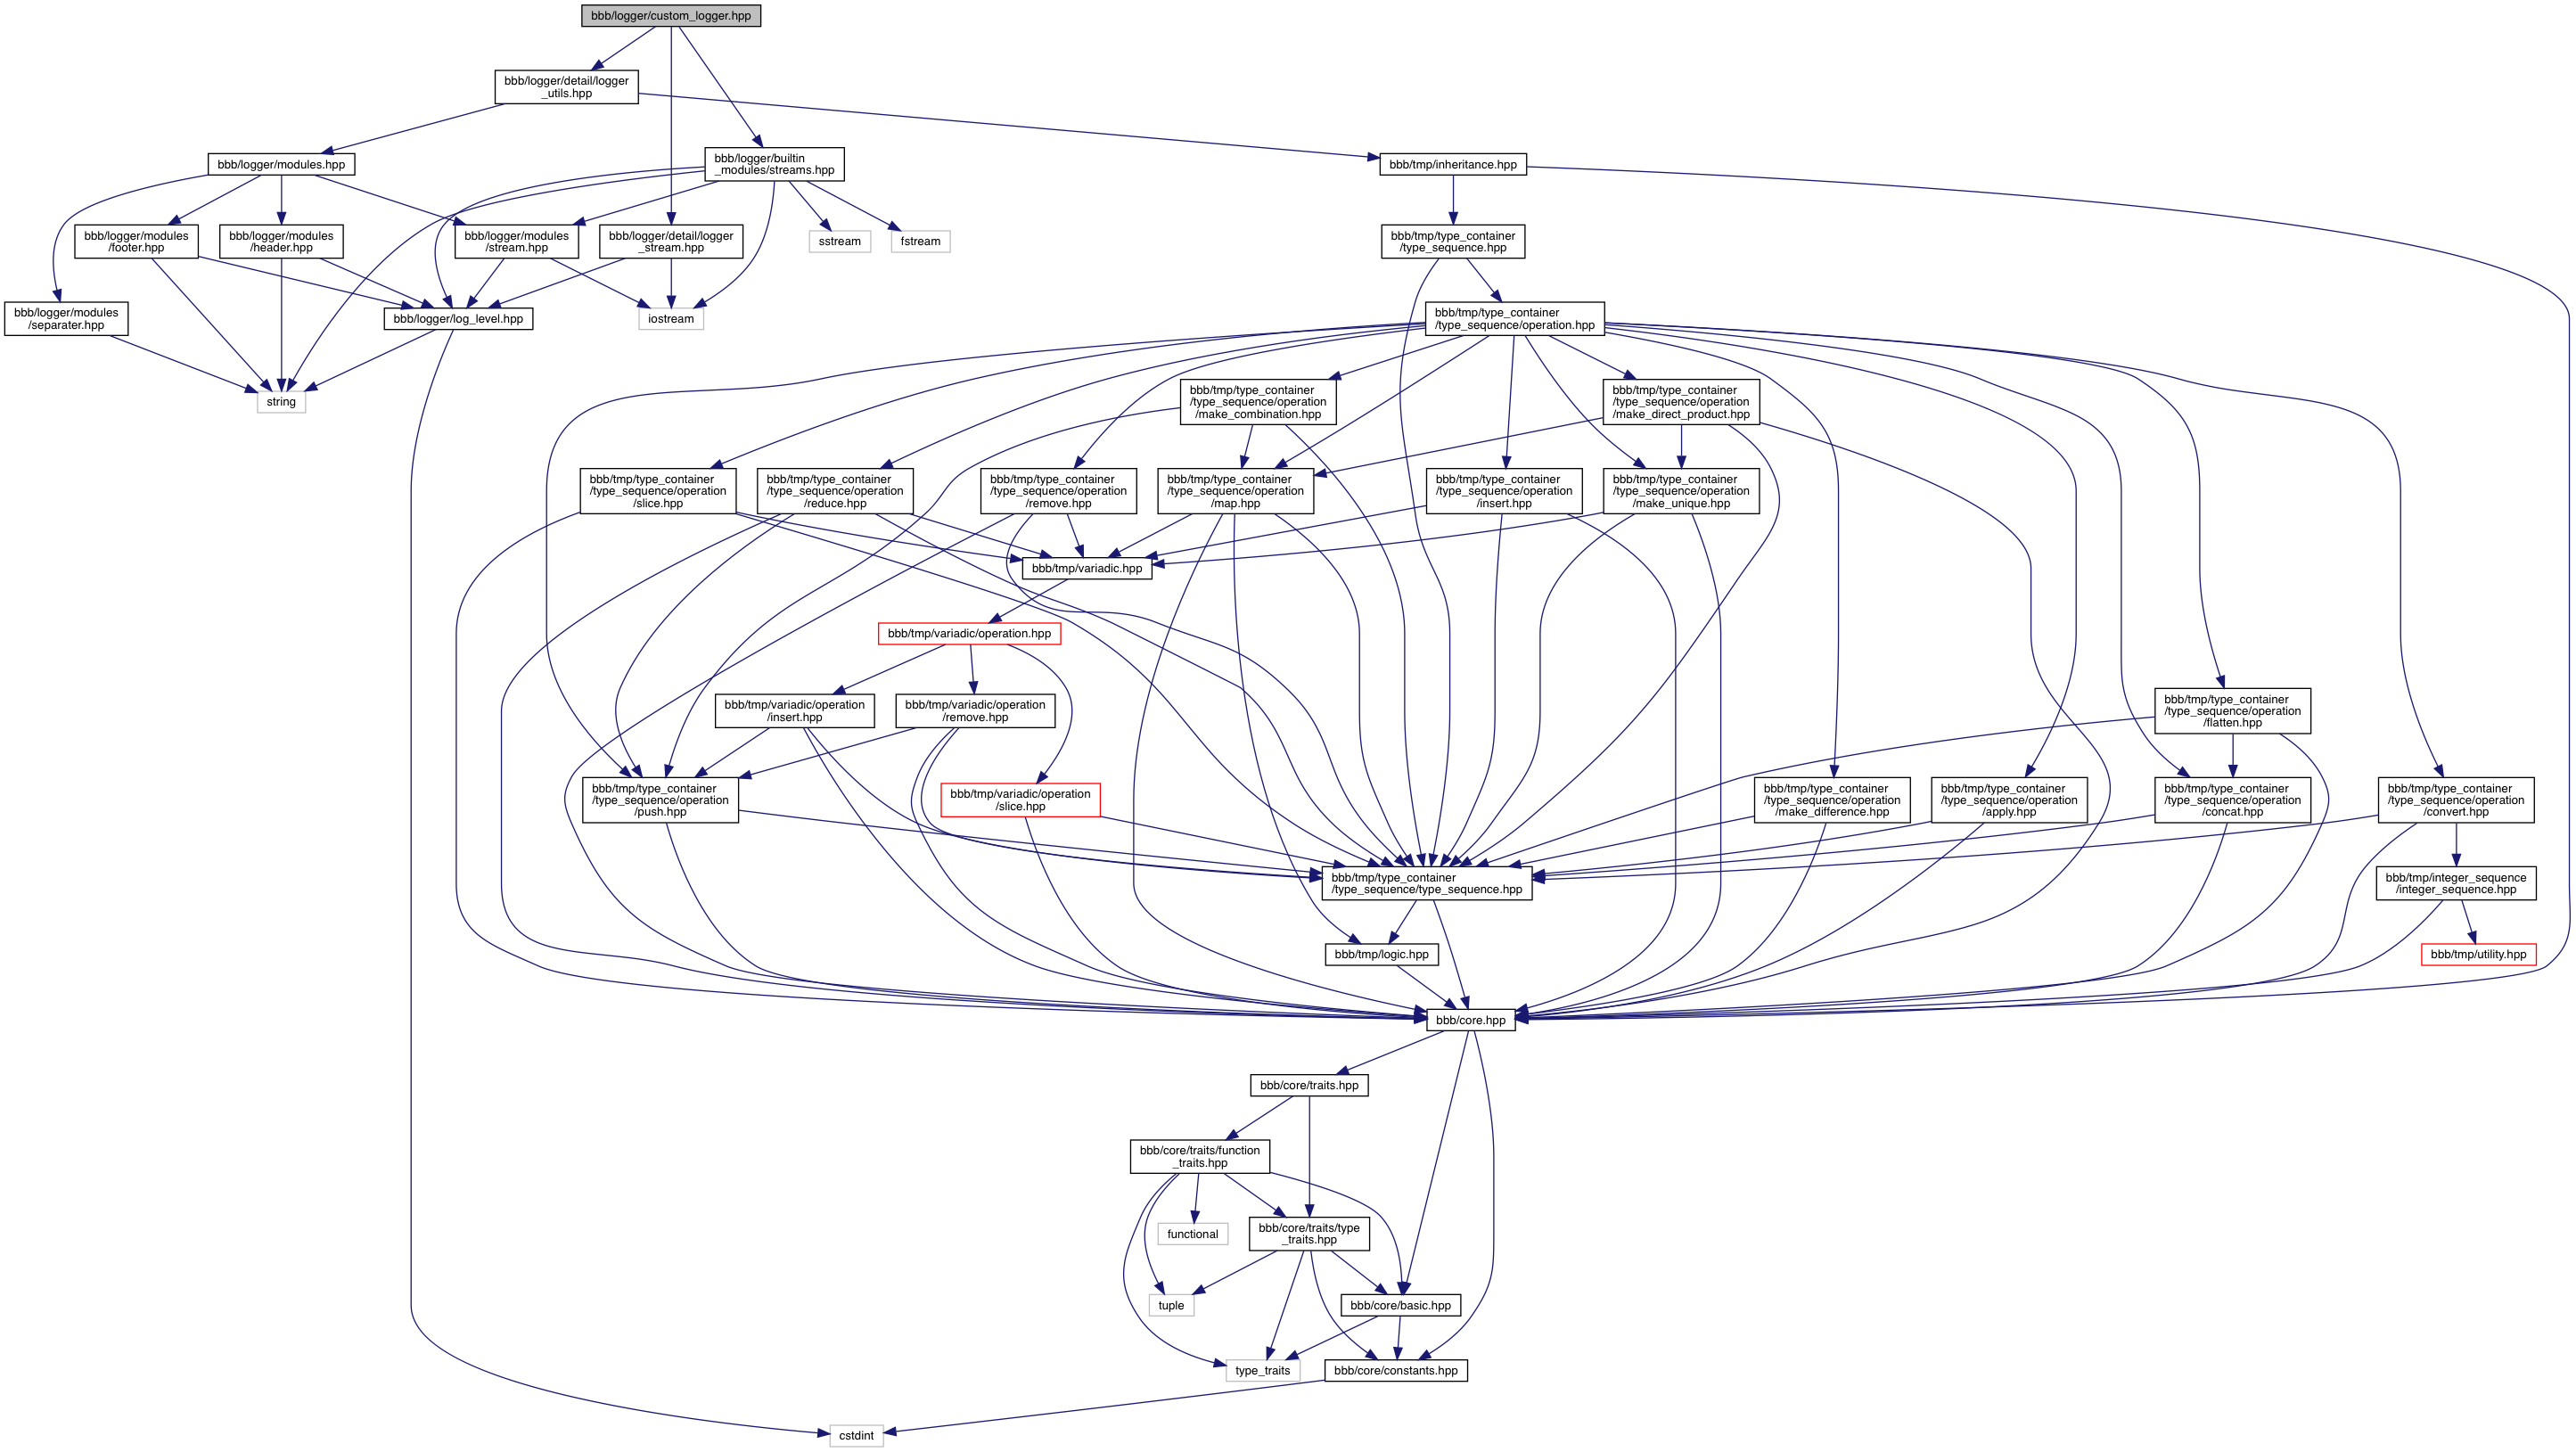 bbb/logger/custom_logger.hpp
bbb/logger/detail/logger
_utils.hpp
bbb/logger/modules.hpp
bbb/logger/builtin
_modules/streams.hpp
bbb/tmp/inheritance.hpp
bbb/logger/modules
/footer.hpp
bbb/logger/modules
/header.hpp
bbb/logger/modules
/stream.hpp
bbb/logger/detail/logger
_stream.hpp
sstream
fstream
bbb/tmp/type_container
/type_sequence.hpp
bbb/logger/modules
/separater.hpp
bbb/logger/log_level.hpp
iostream
bbb/tmp/type_container
/type_sequence/operation.hpp
string
bbb/tmp/type_container
/type_sequence/operation
/make_combination.hpp
bbb/tmp/type_container
/type_sequence/operation
/make_direct_product.hpp
bbb/tmp/type_container
/type_sequence/operation
/slice.hpp
bbb/tmp/type_container
/type_sequence/operation
/reduce.hpp
bbb/tmp/type_container
/type_sequence/operation
/remove.hpp
bbb/tmp/type_container
/type_sequence/operation
/map.hpp
bbb/tmp/type_container
/type_sequence/operation
/insert.hpp
bbb/tmp/type_container
/type_sequence/operation
/make_unique.hpp
bbb/tmp/variadic.hpp
bbb/tmp/variadic/operation.hpp
bbb/tmp/variadic/operation
/insert.hpp
bbb/tmp/variadic/operation
/remove.hpp
bbb/tmp/type_container
/type_sequence/operation
/flatten.hpp
bbb/tmp/type_container
/type_sequence/operation
/push.hpp
bbb/tmp/variadic/operation
/slice.hpp
bbb/tmp/type_container
/type_sequence/operation
/make_difference.hpp
bbb/tmp/type_container
/type_sequence/operation
/apply.hpp
bbb/tmp/type_container
/type_sequence/operation
/concat.hpp
bbb/tmp/type_container
/type_sequence/operation
/convert.hpp
bbb/tmp/type_container
/type_sequence/type_sequence.hpp
bbb/tmp/integer_sequence
/integer_sequence.hpp
bbb/tmp/logic.hpp
bbb/tmp/utility.hpp
bbb/core.hpp
bbb/core/traits.hpp
bbb/core/traits/function
_traits.hpp
functional
bbb/core/traits/type
_traits.hpp
tuple
bbb/core/basic.hpp
type_traits
bbb/core/constants.hpp
cstdint